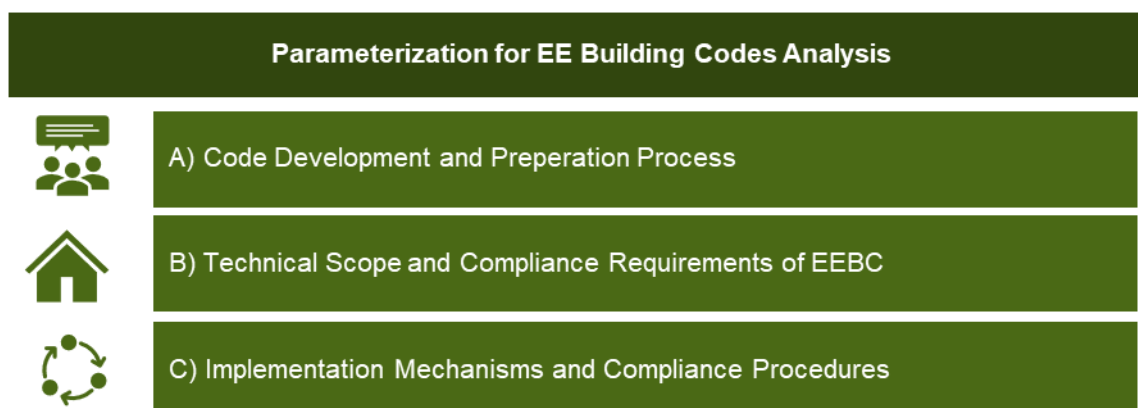 Parameterization for EE Building Codes Analysis
A) Code Development and Preperation Process
B) Technical Scope and Compliance Requirements of EEBC
C) Implementation Mechanisms and Compliance Procedures